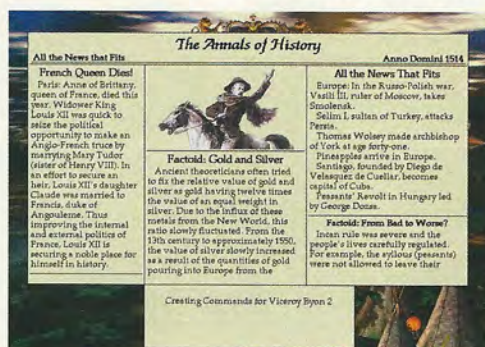 The Annals of History
All the News that Fits
Anno Domini 1514
French Queen Dies!
Paris: Anne of Brittany,
queen of France, died this
year. Widower King
Louis XII was quick to
seize the political
opportunity to make an
Anglo-French truce by
marrying Mary Tudor
(sister of Henry VIII). In
an effort to secure an
heir, Louis XII's daughter
Claude was married to
Francis, duke of
Angouleme. Thus
improving the internal
and external politics of
France, Louis XII is
securing a noble place for
himself in history.
Factoid: Gold and Silver
Ancient theoreticians often tried
to fix the relative value of gold and
silver as gold having twelve times
the value of an equal weight in
silver. Due to the influx of these
metals from the New World, this
ratio slowly fluctuated. From the
13th century to approximately 1550,
the value of silver slowly increased
as a result of the quantities of gold
pouring into Europe from the
All the News That Fits
Europe: In the Russo-Polish war,
Vasili III, ruler of Moscow, takes
Smolensk.
Selim I, sultan of Turkey, attacks
Persia.
Thomas Wolsey made archbishop
of York at age forty-one.
Pineapples arrive in Europe.
Santiago, founded by Diego de
Velasquez de Cuellar, becomes
capital of Cuba.
Peasants' Revolt in Hungary led
by George Dozsa.
Factoid: From Bad to Worse?
Incan rule was severe and the
people's lives carefully regulated.
For example, the (peasants)
were not allowed to leave their
Creating Commands for Viceroy Byon 2